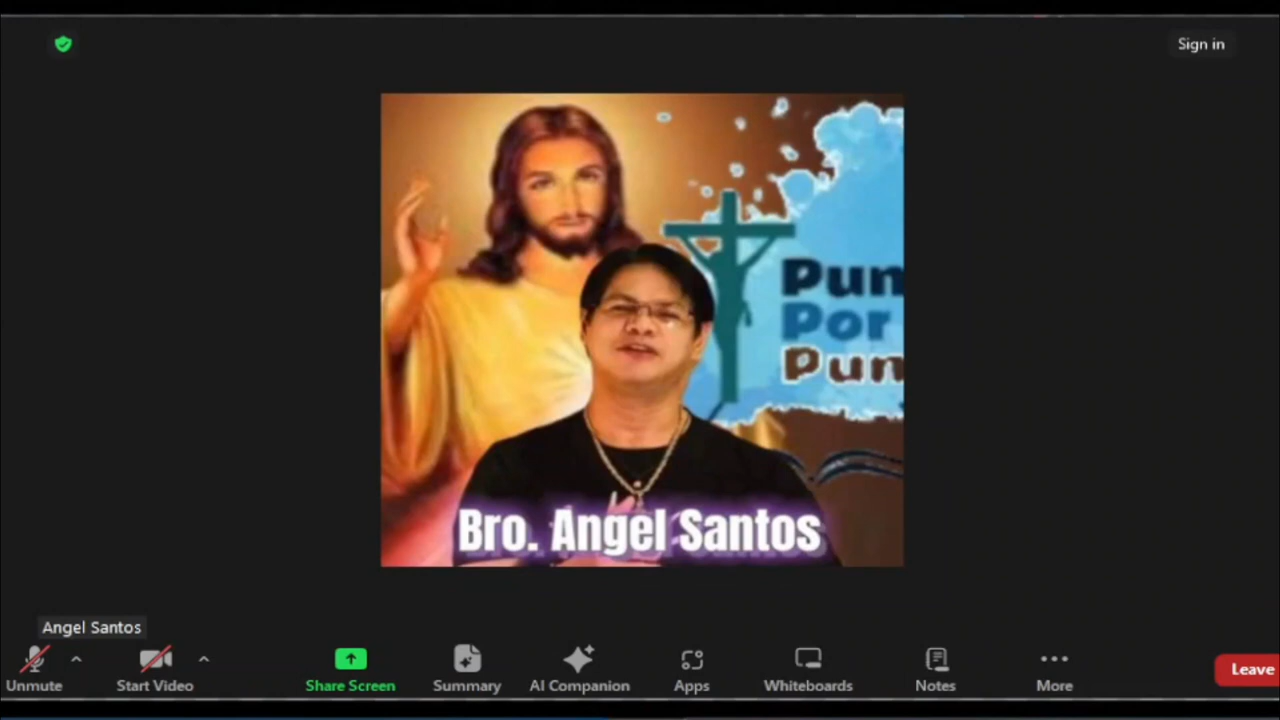 Sign in
Pun
Por
Pun
Bro. Angel Santos
Angel Santos
Unmute
Start Video
Share Screen
Summary
AI Companion
Apps
Whiteboards
Notes
More
Leave